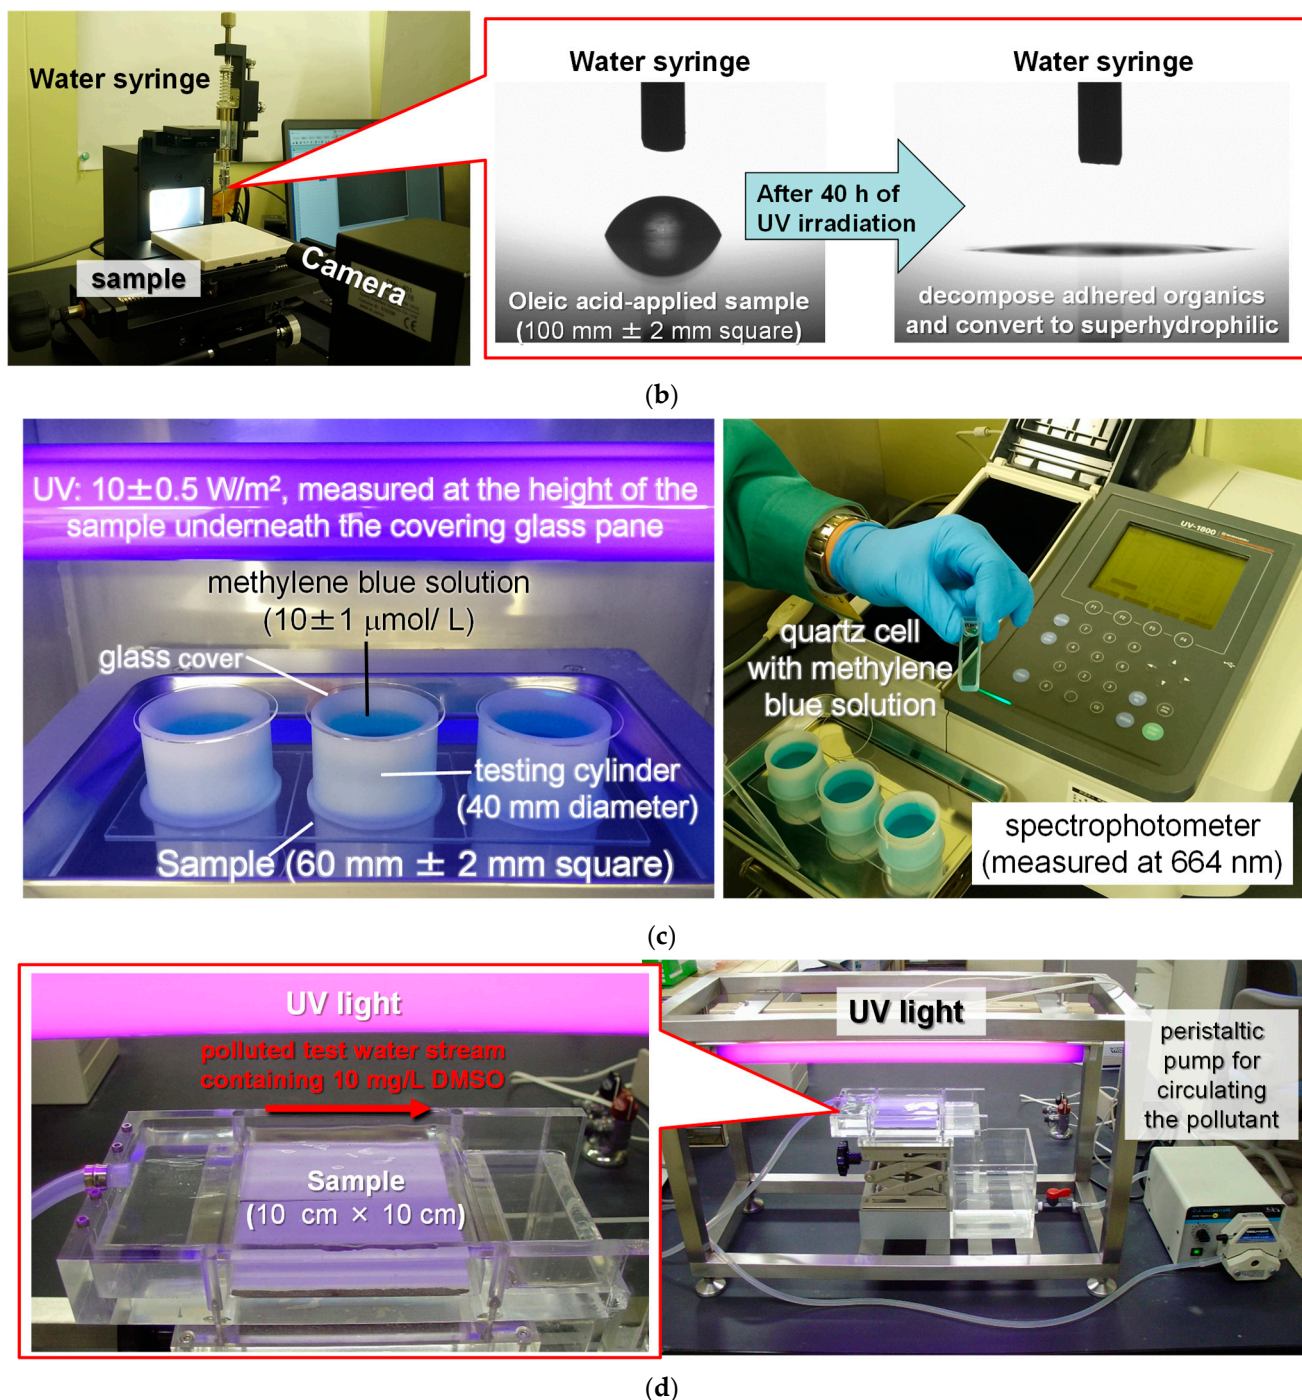 Water syringe
sample
Camera
Water syringe
Water syringe
After 40 h of
UV irradiation
Oleic acid-applied sample
(100 mm ± 2 mm square)
decompose adhered organics
and convert to superhydrophilic
(b)
UV: 10±0.5 W/m², measured at the height of the
sample underneath the covering glass pane
methylene blue solution
(10±1 μmol/ L)
glass cover
testing cylinder
(40 mm diameter)
Sample (60 mm ± 2 mm square)
UV-1800
quartz cell
with methylene
blue solution
spectrophotometer
(measured at 664 nm)
(c)
UV light
polluted test water stream
containing 10 mg/L DMSO
Sample
(10 cm × 10 cm)
UV light
peristaltic
pump for
circulating
the pollutant
(d)